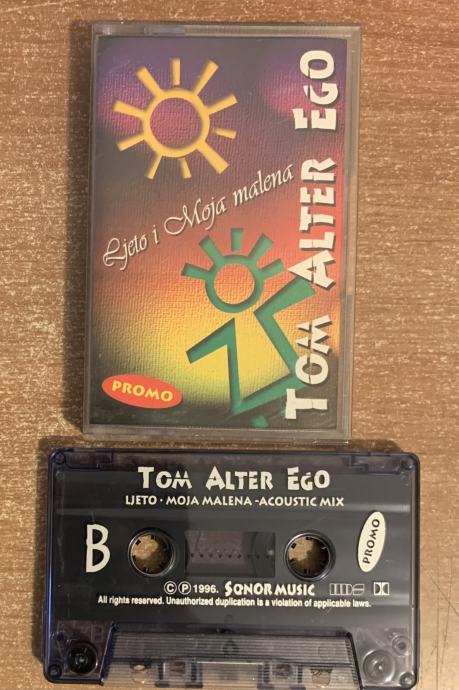 TOM ALTER EGO
Ljeto i Moja malena
PROMO
TOM ALTER EGO
LJETO · MOJA MALENA -ACOUSTIC MIX
B
PROMO
© ℗ 1996. SONOR MUSIC
All rights reserved. Unauthorized duplication is a violation of applicable laws.